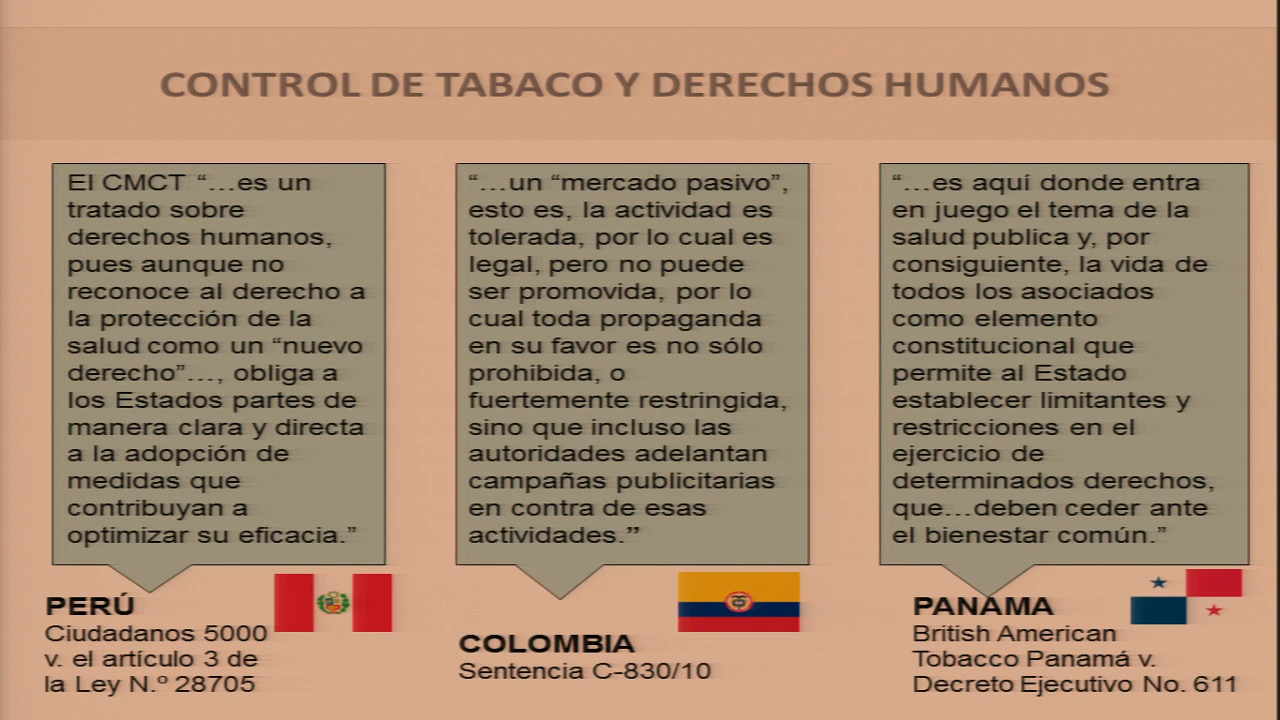 CONTROL DE TABACO Y DERECHOS HUMANOS
El CMCT “…es un
tratado sobre
derechos humanos,
pues aunque no
reconoce al derecho a
la protección de la
salud como un “nuevo
derecho”…, obliga a
los Estados partes de
manera clara y directa
a la adopción de
medidas que
contribuyan a
optimizar su eficacia.”
PERÚ
Ciudadanos 5000
v. el artículo 3 de
la Ley N.º 28705
“…un “mercado pasivo”,
esto es, la actividad es
tolerada, por lo cual es
legal, pero no puede
ser promovida, por lo
cual toda propaganda
en su favor es no sólo
prohibida, o
fuertemente restringida,
sino que incluso las
autoridades adelantan
campañas publicitarias
en contra de esas
actividades.”
COLOMBIA
Sentencia C-830/10
“…es aquí donde entra
en juego el tema de la
salud publica y, por
consiguiente, la vida de
todos los asociados
como elemento
constitucional que
permite al Estado
establecer limitantes y
restricciones en el
ejercicio de
determinados derechos,
que…deben ceder ante
el bienestar común.”
PANAMA
British American
Tobacco Panamá v.
Decreto Ejecutivo No. 611